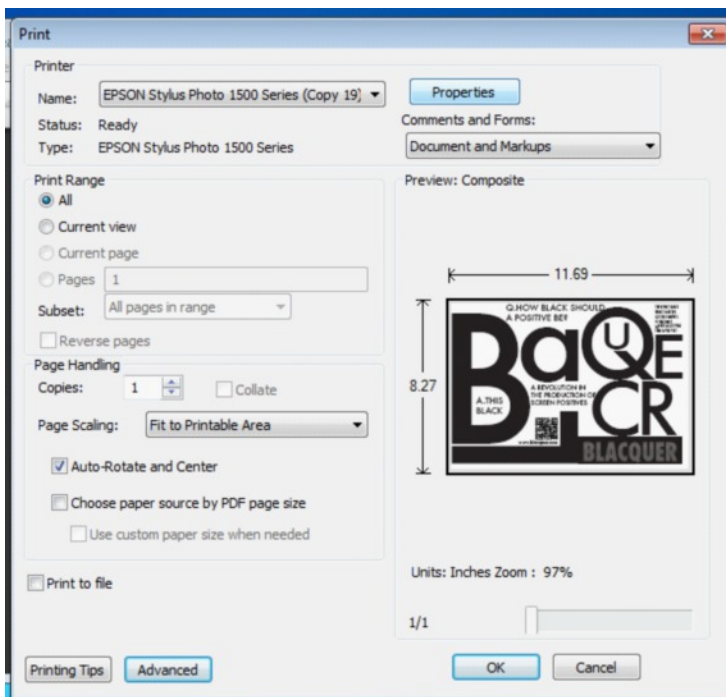 Print
Printer
Name: EPSON Stylus Photo 1500 Series (Copy 19) Properties
Status: Ready Comments and Forms:
Type: EPSON Stylus Photo 1500 Series Document and Markups
Print Range Preview: Composite
All
Current view
Current page
Pages 1
Subset: All pages in range
Reverse pages
11.69
8.27
Q.HOW BLACK SHOULD
A POSITIVE BE?
BaQ
U
E
A REVOLUTION IN
THE PRODUCTION OF
SCREEN POSITIVES
A.THIS
BLACK
L
CR
BLACQUER
Page Handling
Copies: 1 Collate
Page Scaling: Fit to Printable Area
Auto-Rotate and Center
Choose paper source by PDF page size
Use custom paper size when needed
Print to file
Units: Inches Zoom : 97%
1/1
Printing Tips Advanced OK Cancel